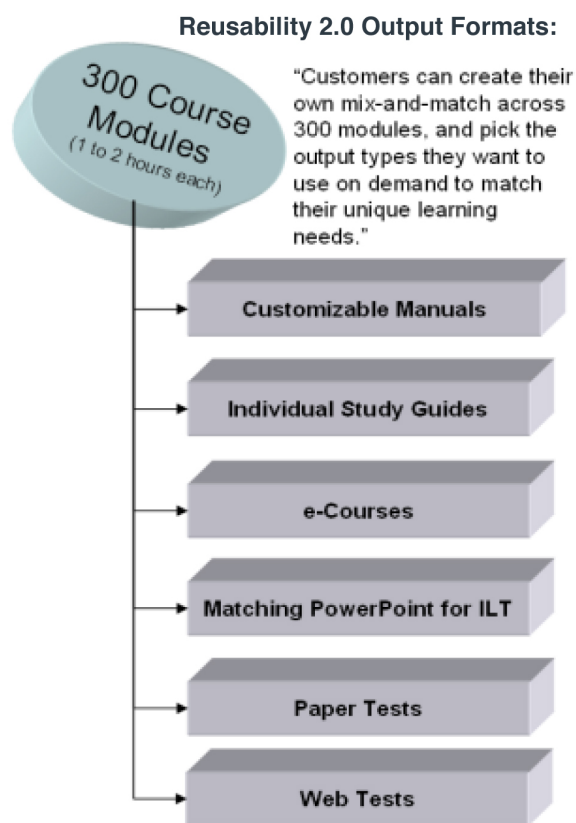 Reusability 2.0 Output Formats:
300 Course
Modules
(1 to 2 hours each)
“Customers can create their
own mix-and-match across
300 modules, and pick the
output types they want to
use on demand to match
their unique learning
needs.”
Customizable Manuals
Individual Study Guides
e-Courses
Matching PowerPoint for ILT
Paper Tests
Web Tests